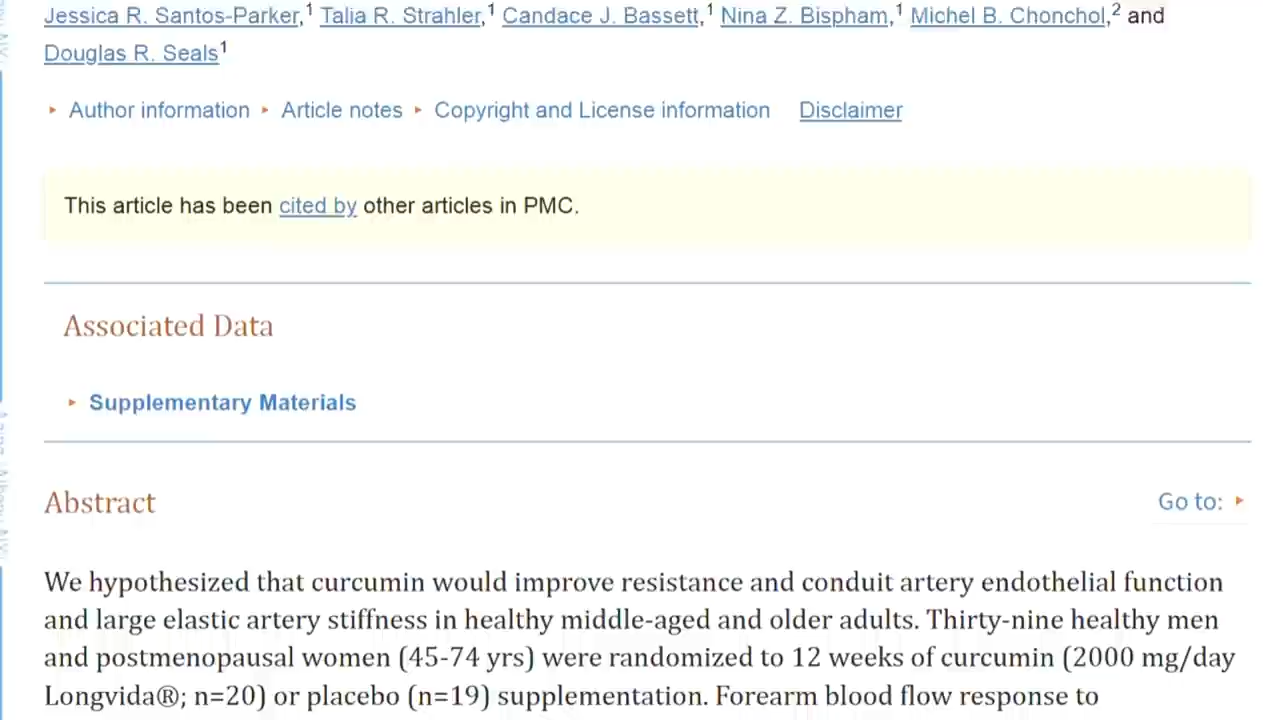 Jessica R. Santos-Parker,1 Talia R. Strahler,1 Candace J. Bassett,1 Nina Z. Bispham,1 Michel B. Chonchol,2 and
Douglas R. Seals1
▸ Author information ▸ Article notes ▸ Copyright and License information Disclaimer
This article has been cited by other articles in PMC.
Associated Data
▸ Supplementary Materials
Abstract
Go to: ▸
We hypothesized that curcumin would improve resistance and conduit artery endothelial function
and large elastic artery stiffness in healthy middle-aged and older adults. Thirty-nine healthy men
and postmenopausal women (45-74 yrs) were randomized to 12 weeks of curcumin (2000 mg/day
Longvida®; n=20) or placebo (n=19) supplementation. Forearm blood flow response to